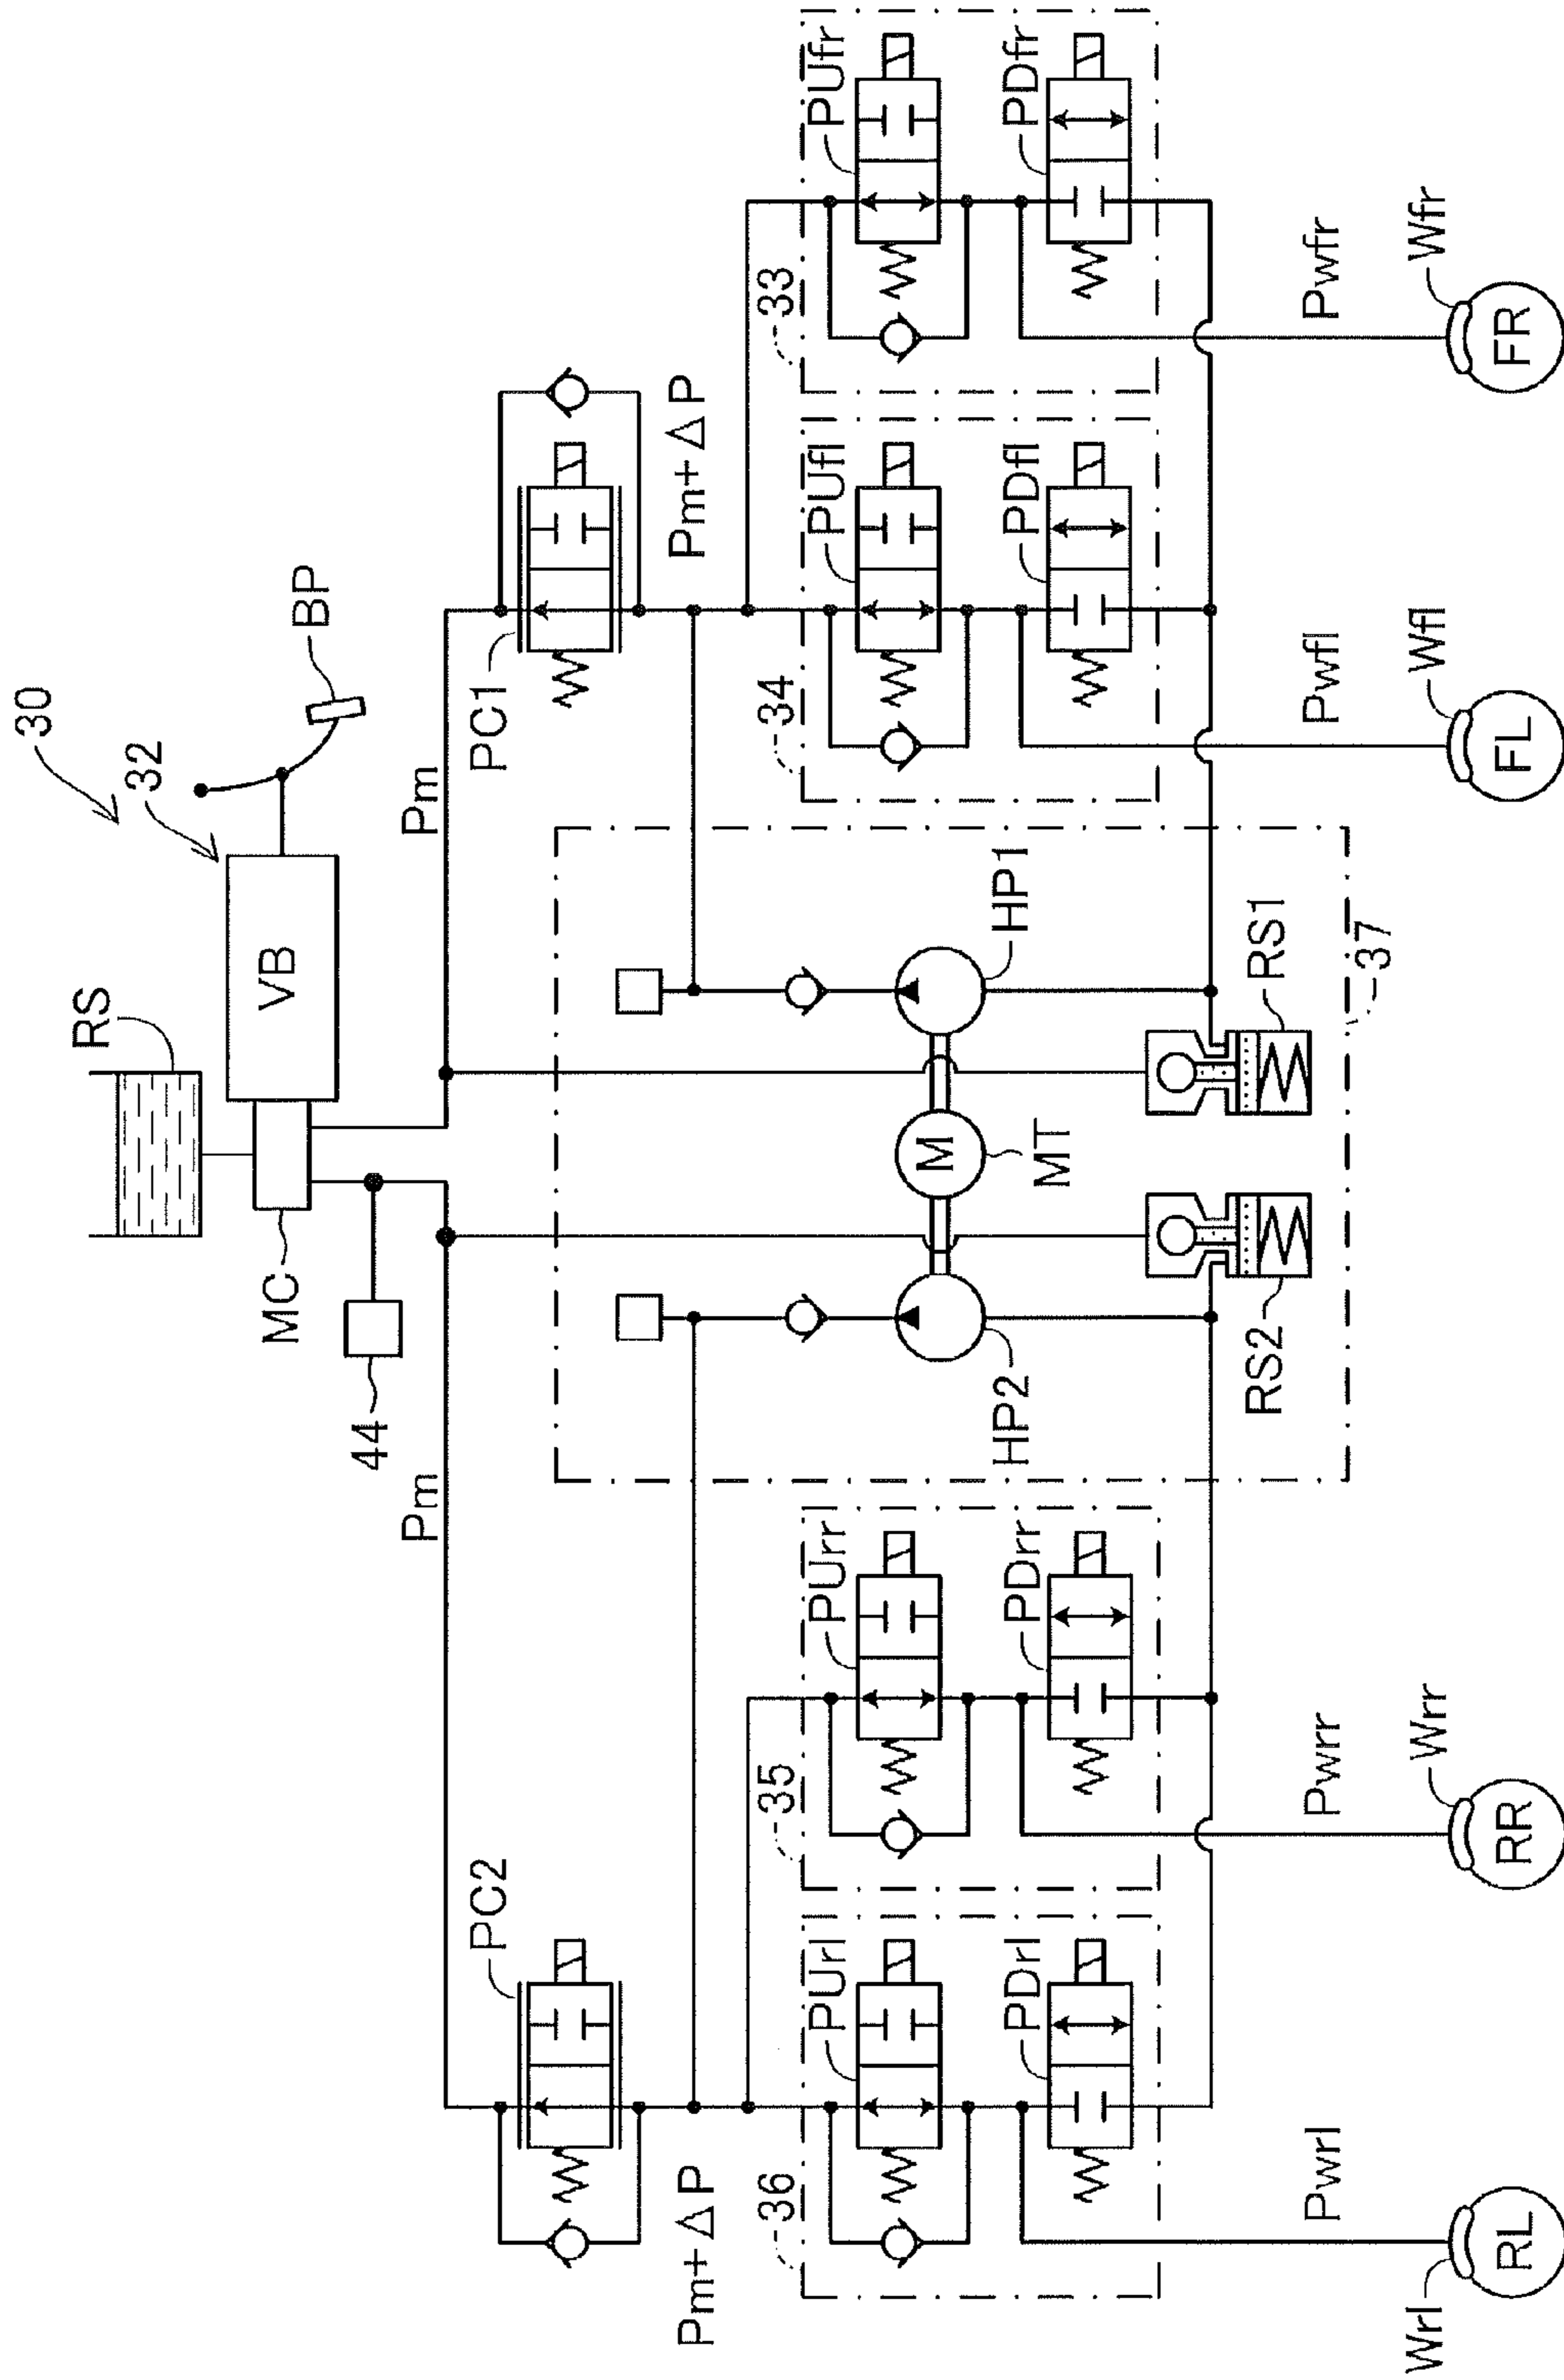 30
32
BP
RS
VB
MC
44
Pm
Pm
PC1
PC2
Pm+ΔP
Pm+ΔP
33
34
35
36
37
PUfr
PDfr
PUfl
PDfl
PUrr
PDrr
PUrl
PDrl
HP1
HP2
M
MT
RS1
RS2
Pwfr
Pwfl
Pwrr
Pwrl
Wfr
Wfl
Wrr
Wrl
FR
FL
RR
RL